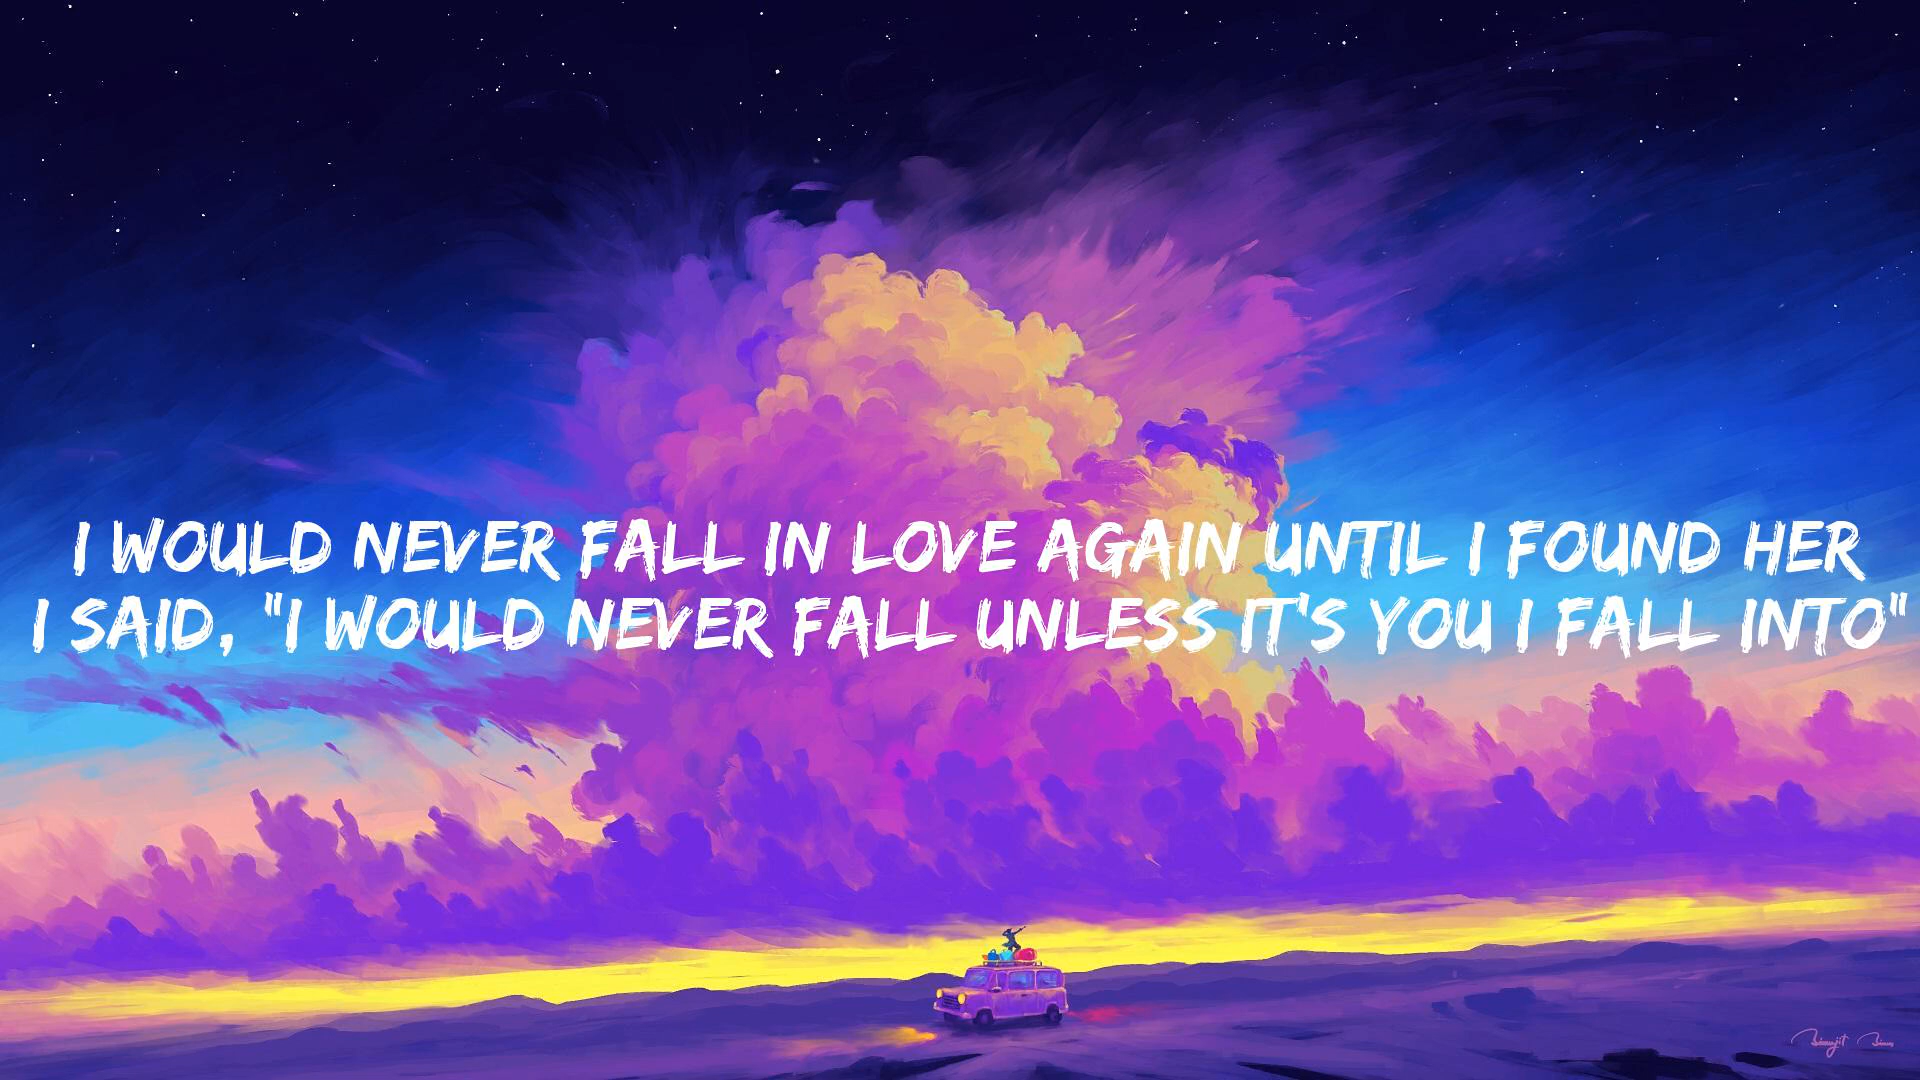 I WOULD NEVER FALL IN LOVE AGAIN UNTIL I FOUND HER
I SAID, "I WOULD NEVER FALL UNLESS IT'S YOU I FALL INTO"